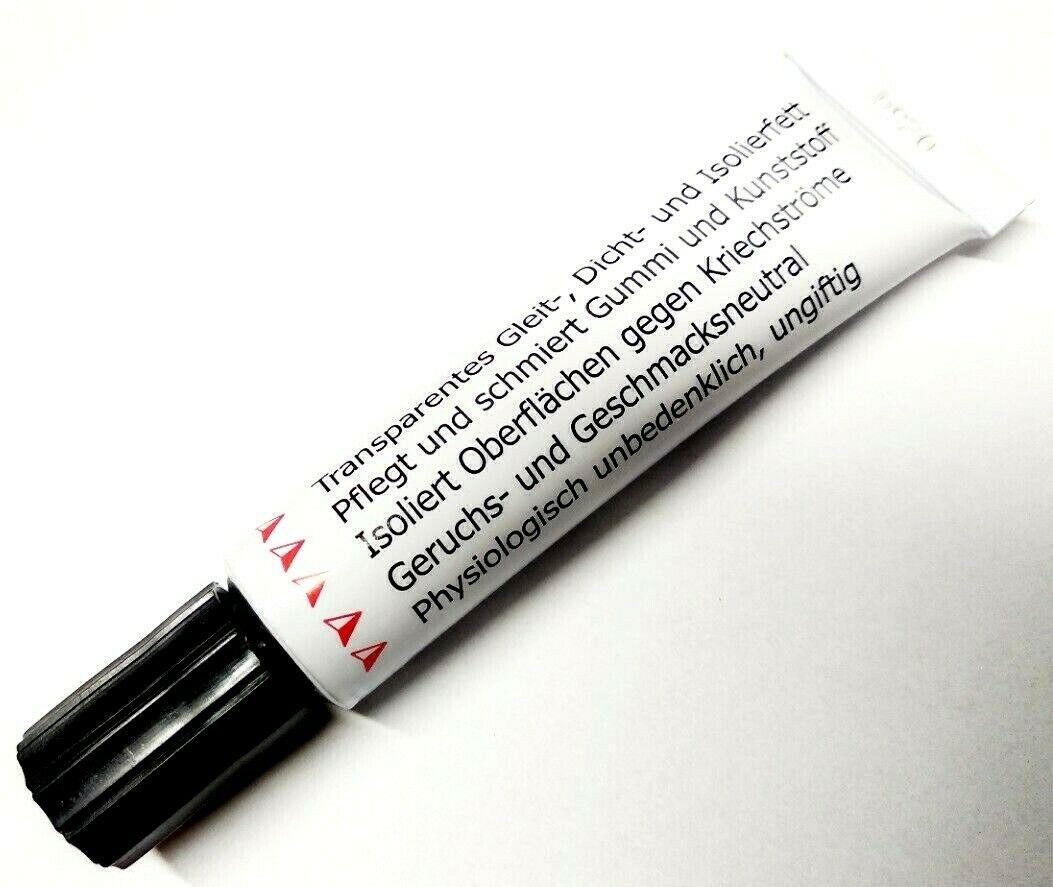 Transparentes Gleit-, Dicht- und Isolierfett
Pflegt und schmiert Gummi und Kunststoff
Isoliert Oberflächen gegen Kriechströme
Geruchs- und Geschmacksneutral
Physiologisch unbedenklich, ungiftig